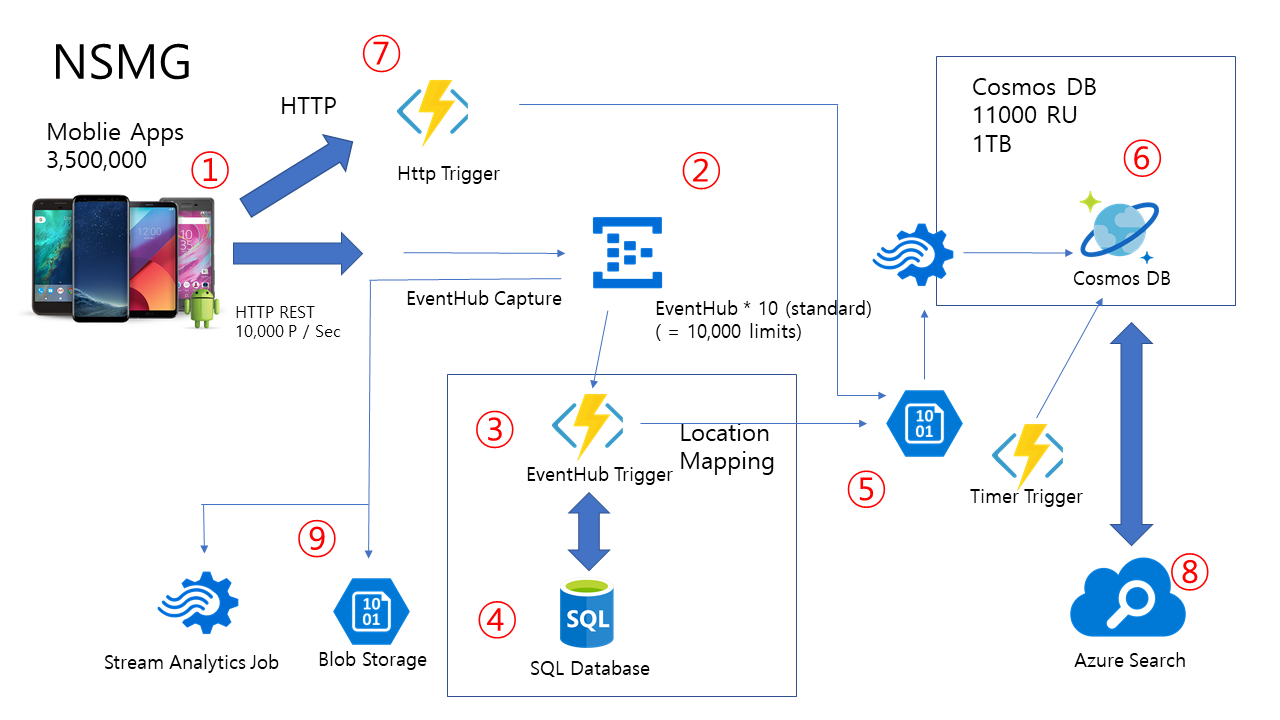 NSMG
⑦
HTTP
Moblie Apps
3,500,000
①
Http Trigger
②
Cosmos DB
11000 RU
1TB
⑥
Cosmos DB
EventHub Capture
HTTP REST
10,000 P / Sec
EventHub * 10 (standard)
( = 10,000 limits)
③
EventHub Trigger
Location
Mapping
10
01
⑤
Timer Trigger
⑨
10
01
④
SQL
⑧
Stream Analytics Job
Blob Storage
SQL Database
Azure Search